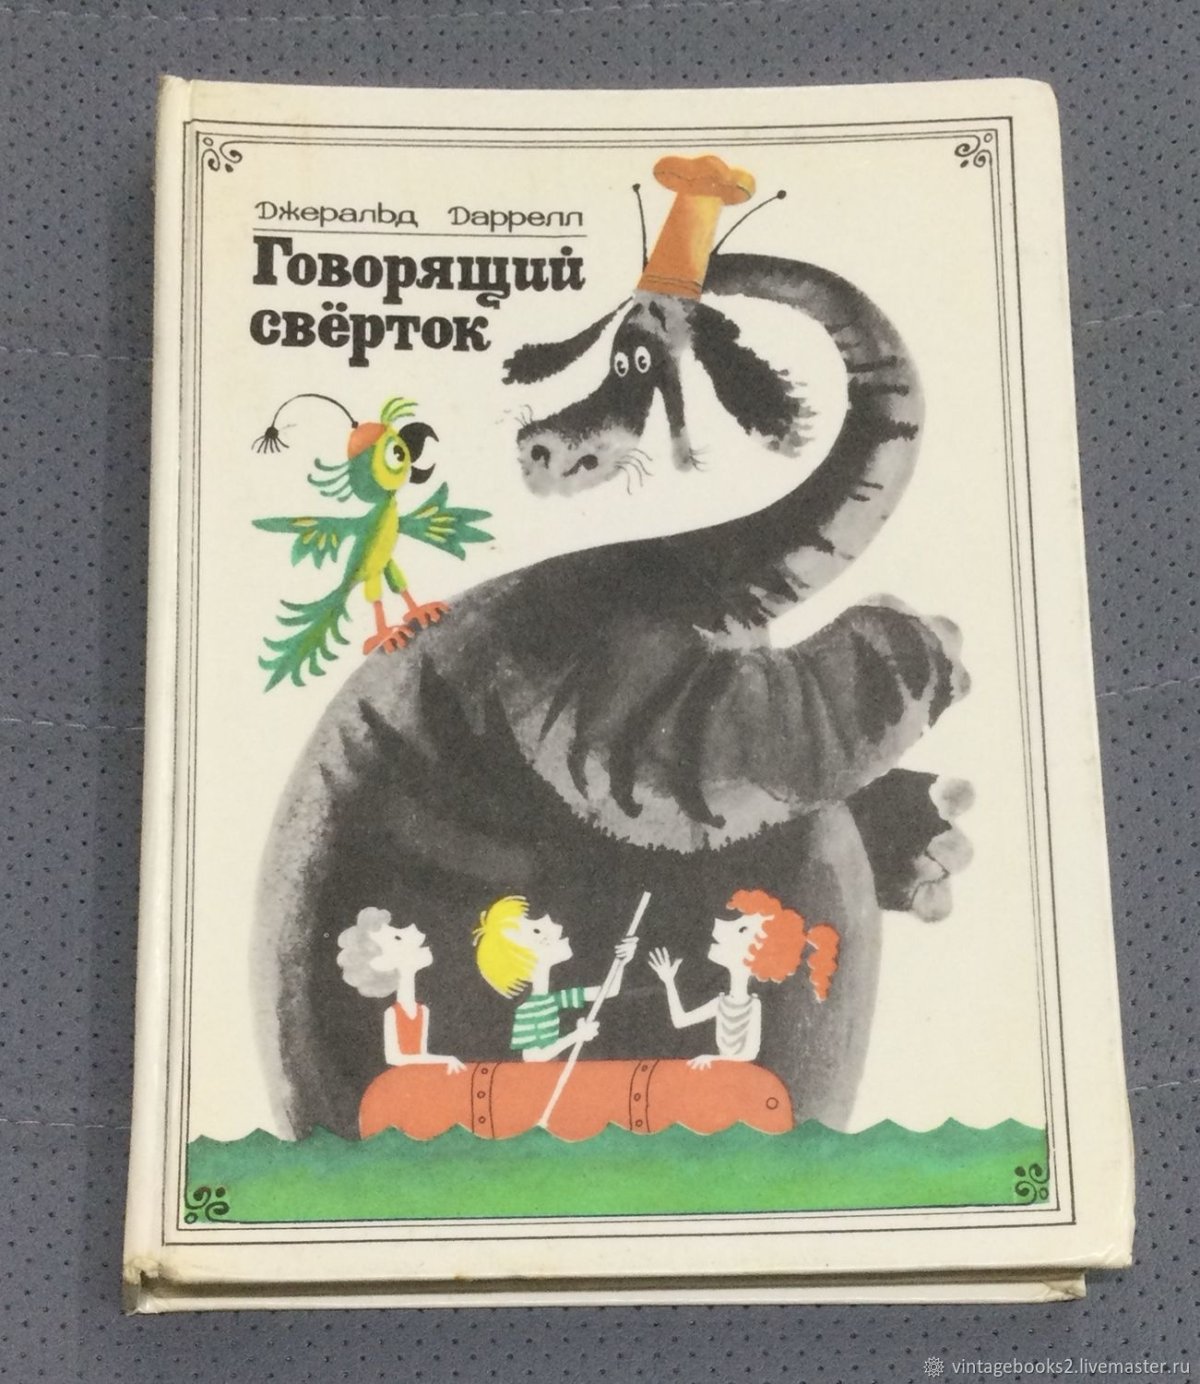 Джеральд Даррелл
Говорящий
свёрток
vintagebooks2.livemaster.ru